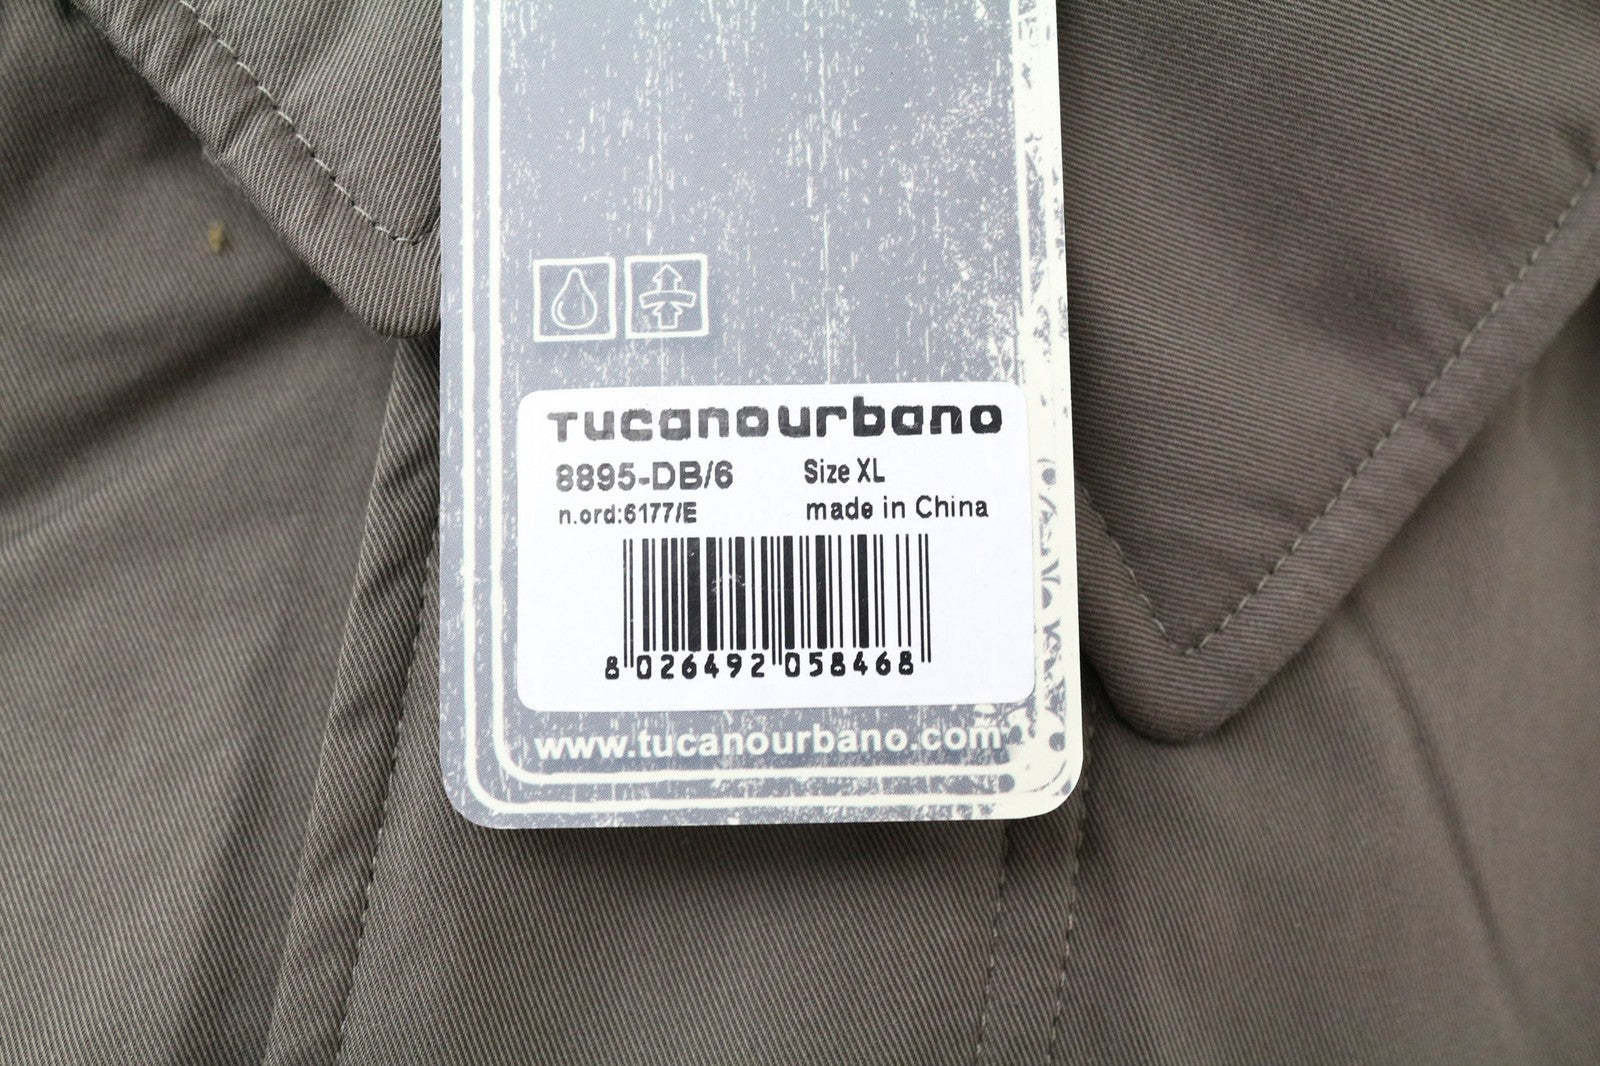 Tucanourbano
8895-DB/6 Size XL
n.ord:6177/E made in China
8 026492 058468
www.tucanourbano.com